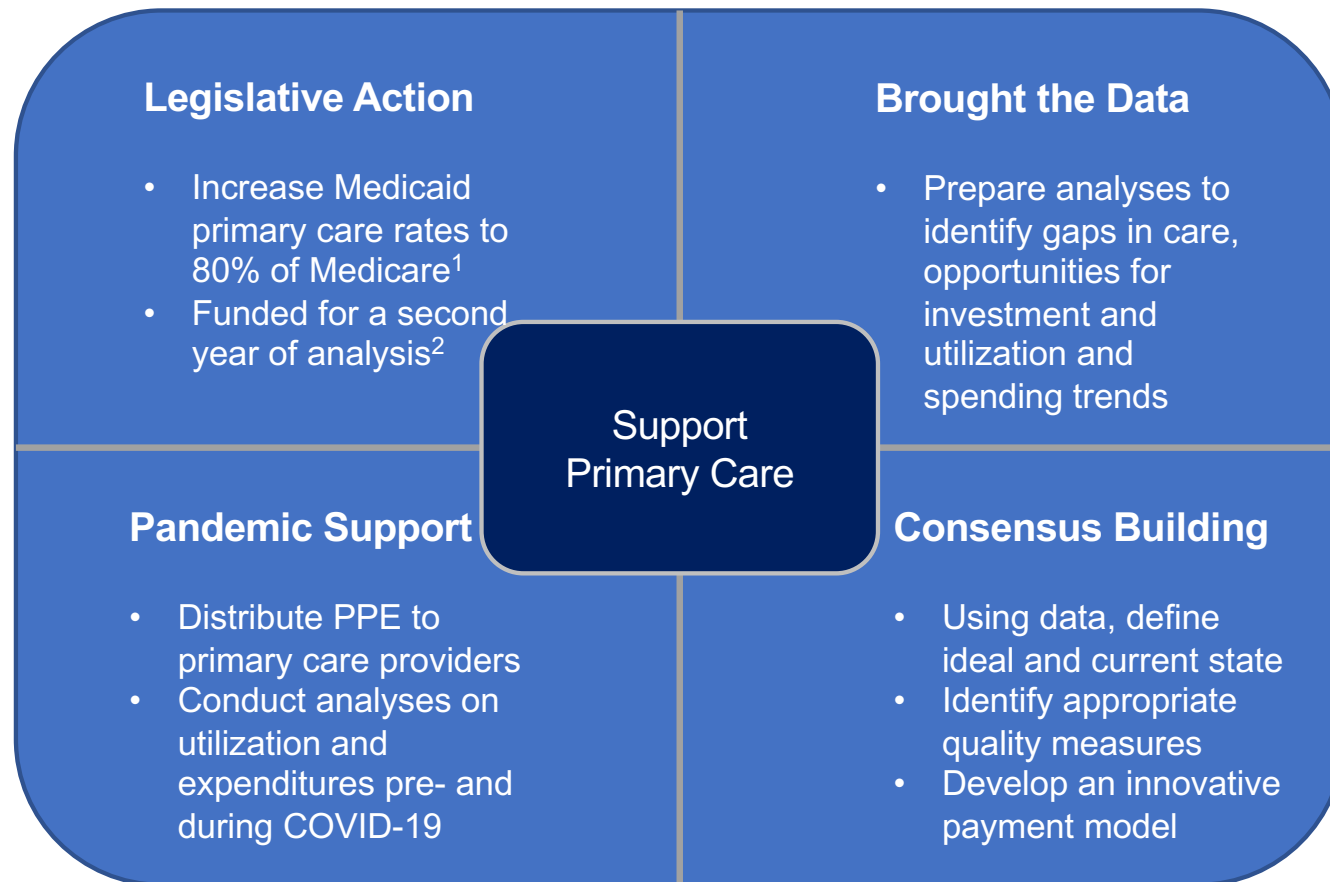 Legislative Action
• Increase Medicaid
primary care rates to
80% of Medicare1
• Funded for a second
year of analysis2
Brought the Data
• Prepare analyses to
identify gaps in care,
opportunities for
investment and
utilization and
spending trends
Support
Primary Care
Pandemic Support
• Distribute PPE to
primary care providers
• Conduct analyses on
utilization and
expenditures pre- and
during COVID-19
Consensus Building
• Using data, define
ideal and current state
• Identify appropriate
quality measures
• Develop an innovative
payment model